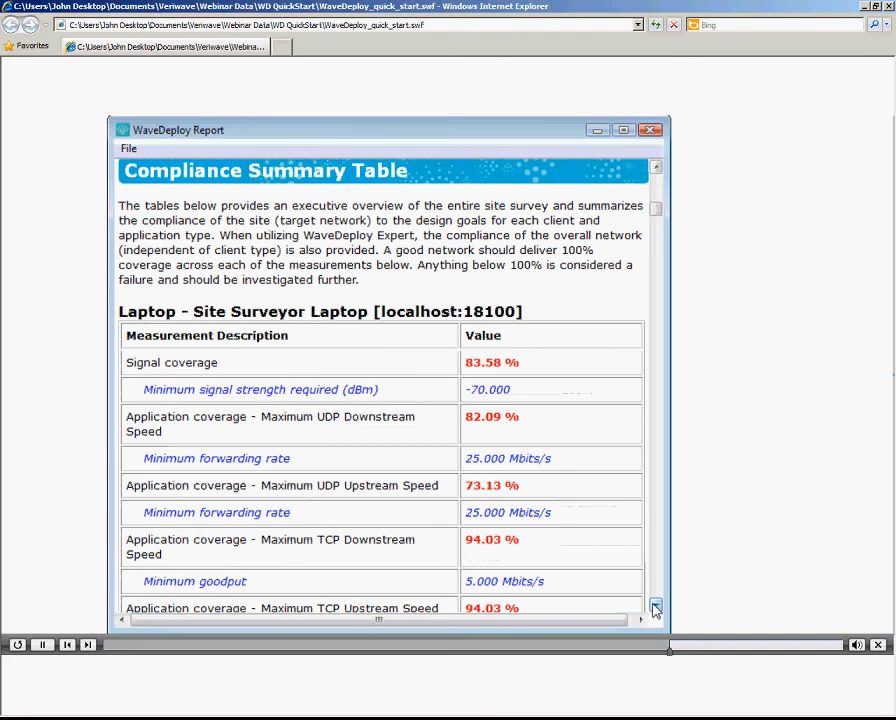 C:\Users\John Desktop\Documents\Veriwave\Webinar Data\WD QuickStart\WaveDeploy_quick_start.swf - Windows Internet Explorer
C:\Users\John Desktop\Documents\Veriwave\Webinar Data\WD QuickStart\WaveDeploy_quick_start.swf
Bing
Favorites
C:\Users\John Desktop\Documents\Veriwave\Webina...
WaveDeploy Report
File
Compliance Summary Table
The tables below provides an executive overview of the entire site survey and summarizes
the compliance of the site (target network) to the design goals for each client and
application type. When utilizing WaveDeploy Expert, the compliance of the overall network
(independent of client type) is also provided. A good network should deliver 100%
coverage across each of the measurements below. Anything below 100% is considered a
failure and should be investigated further.
Laptop - Site Surveyor Laptop [localhost:18100]
Measurement Description Value
Signal coverage 83.58 %
Minimum signal strength required (dBm) -70.000
Application coverage - Maximum UDP Downstream 82.09 %
Speed
Minimum forwarding rate 25.000 Mbits/s
Application coverage - Maximum UDP Upstream Speed 73.13 %
Minimum forwarding rate 25.000 Mbits/s
Application coverage - Maximum TCP Downstream 94.03 %
Speed
Minimum goodput 5.000 Mbits/s
Application coverage - Maximum TCP Upstream Speed 94.03 %